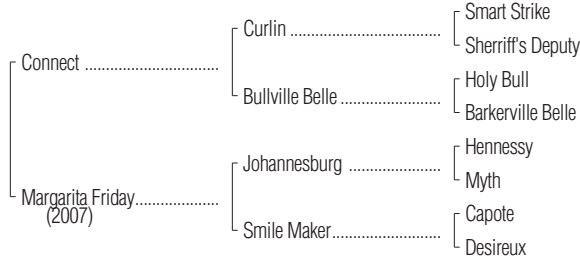 Smart Strike
Curlin ..............................
Sherriff's Deputy
Connect ..................................
Holy Bull
Bullville Belle ......................
Barkerville Belle
Hennessy
Johannesburg ....................
Myth
Margarita Friday.....................
(2007)
Capote
Smile Maker........................
Desireux